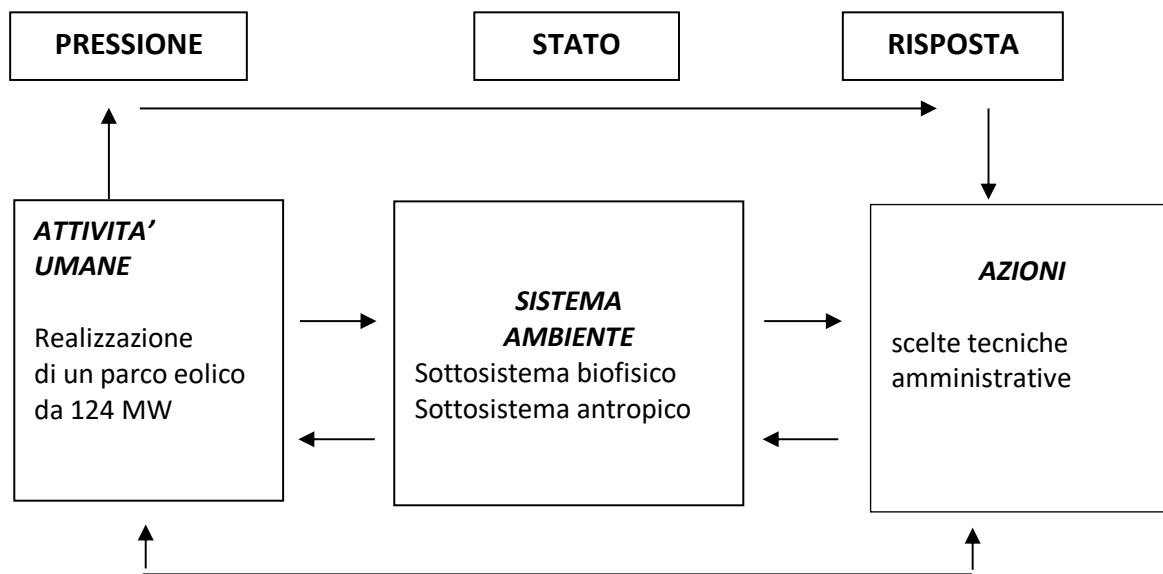 PRESSIONE
STATO
RISPOSTA
ATTIVITA’
UMANE
Realizzazione
di un parco eolico
da 124 MW
SISTEMA
AMBIENTE
Sottosistema biofisico
Sottosistema antropico
AZIONI
scelte tecniche
amministrative